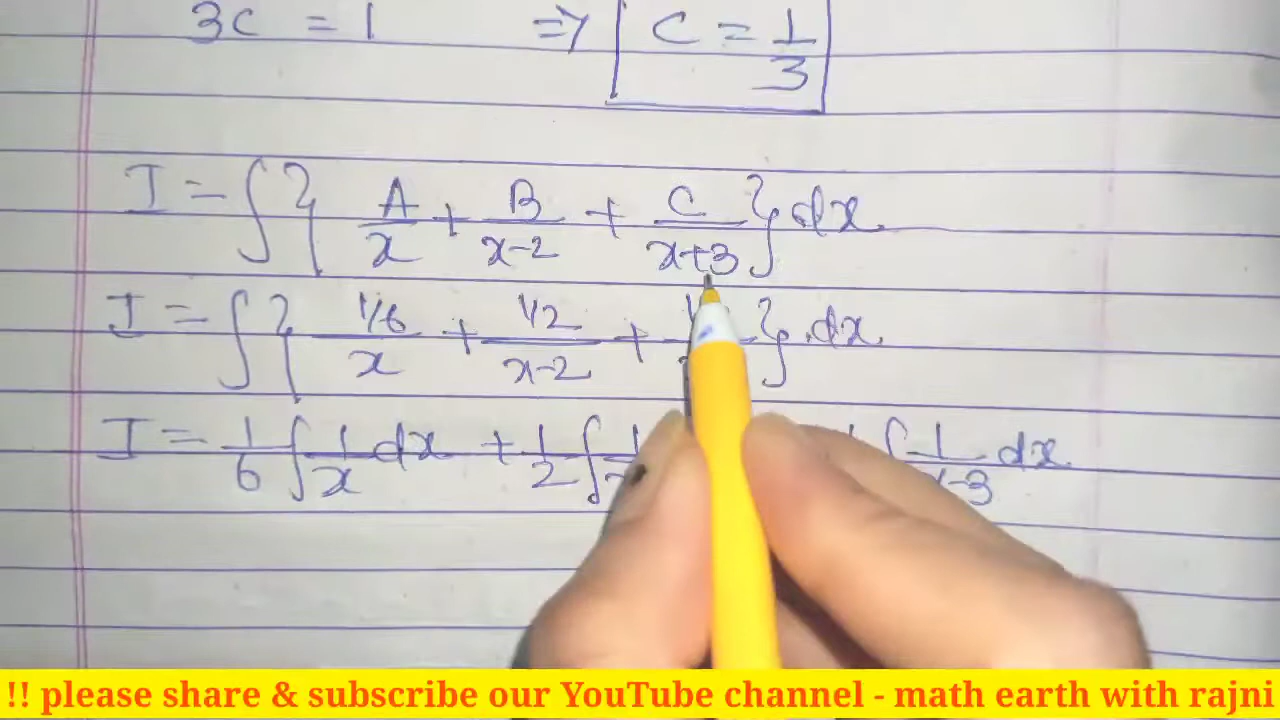 3C = 1 => C = 1/3
I = ∫{ A/x + B/x-2 + C/x+3 } dx
I = ∫{ 1/6/x + 1/2/x-2 + } dx
I = 1/6 ∫ 1/x dx + 1/2 ∫ ∫ 1/ -3 dx
!! please share & subscribe our YouTube channel - math earth with rajni